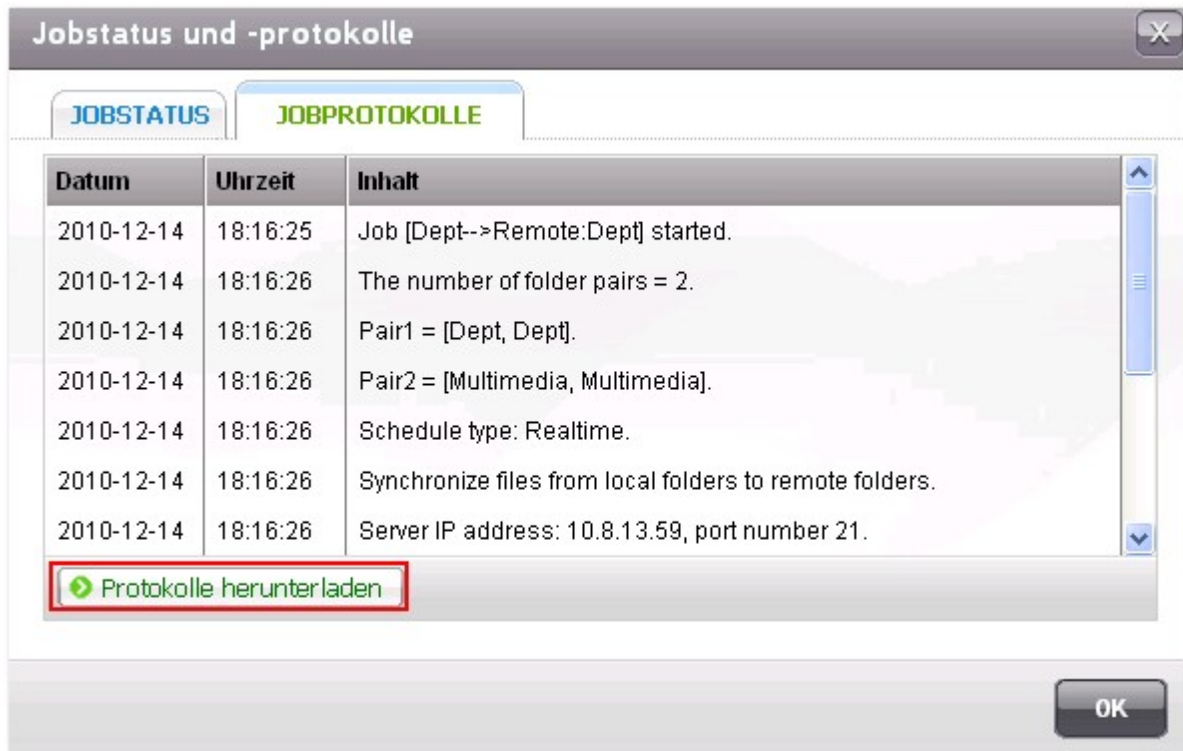 Jobstatus und -protokolle
X
JOBSTATUS JOBPROTOKOLLE
Datum Uhrzeit Inhalt
2010-12-14 18:16:25 Job [Dept-->Remote:Dept] started.
2010-12-14 18:16:26 The number of folder pairs = 2.
2010-12-14 18:16:26 Pair1 = [Dept, Dept].
2010-12-14 18:16:26 Pair2 = [Multimedia, Multimedia].
2010-12-14 18:16:26 Schedule type: Realtime.
2010-12-14 18:16:26 Synchronize files from local folders to remote folders.
2010-12-14 18:16:26 Server IP address: 10.8.13.59, port number 21.
Protokolle herunterladen
OK